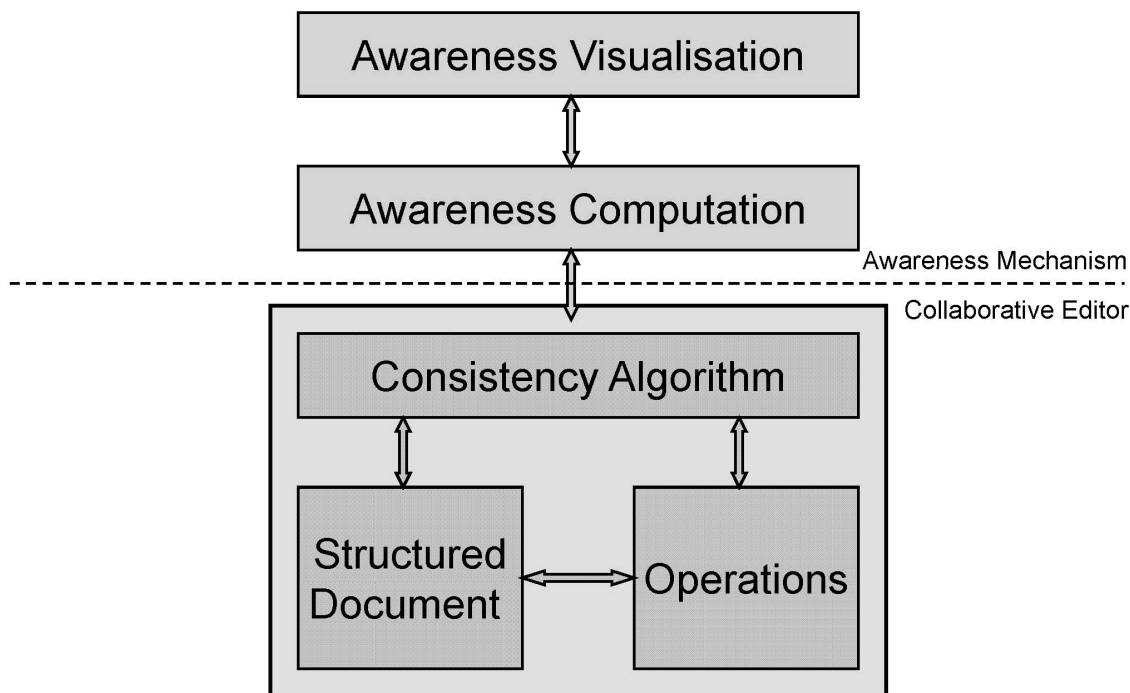 Awareness Visualisation
Awareness Computation
Awareness Mechanism
Collaborative Editor
Consistency Algorithm
Structured
Document
Operations